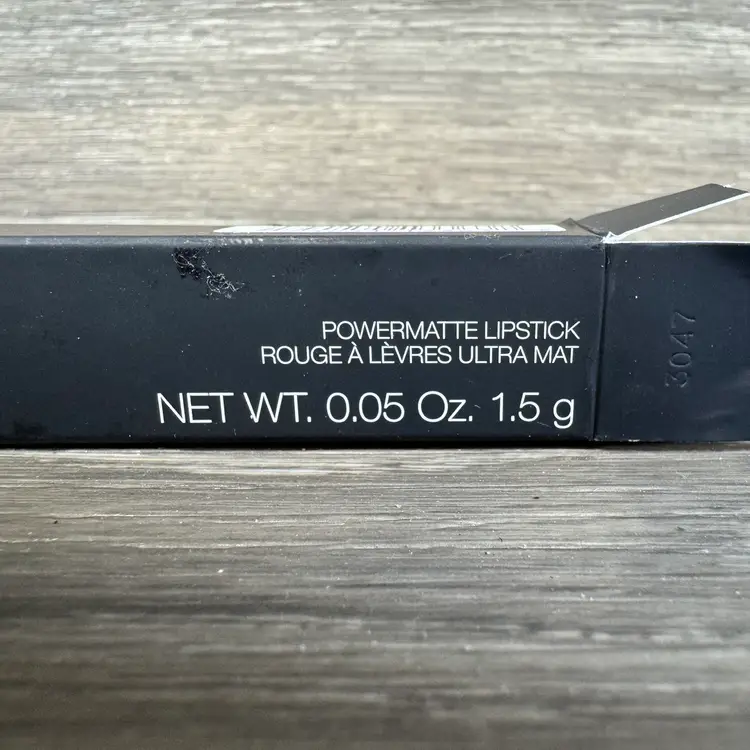 POWERMATTE LIPSTICK
ROUGE À LÈVRES ULTRA MAT
NET WT. 0.05 Oz. 1.5 g
3047